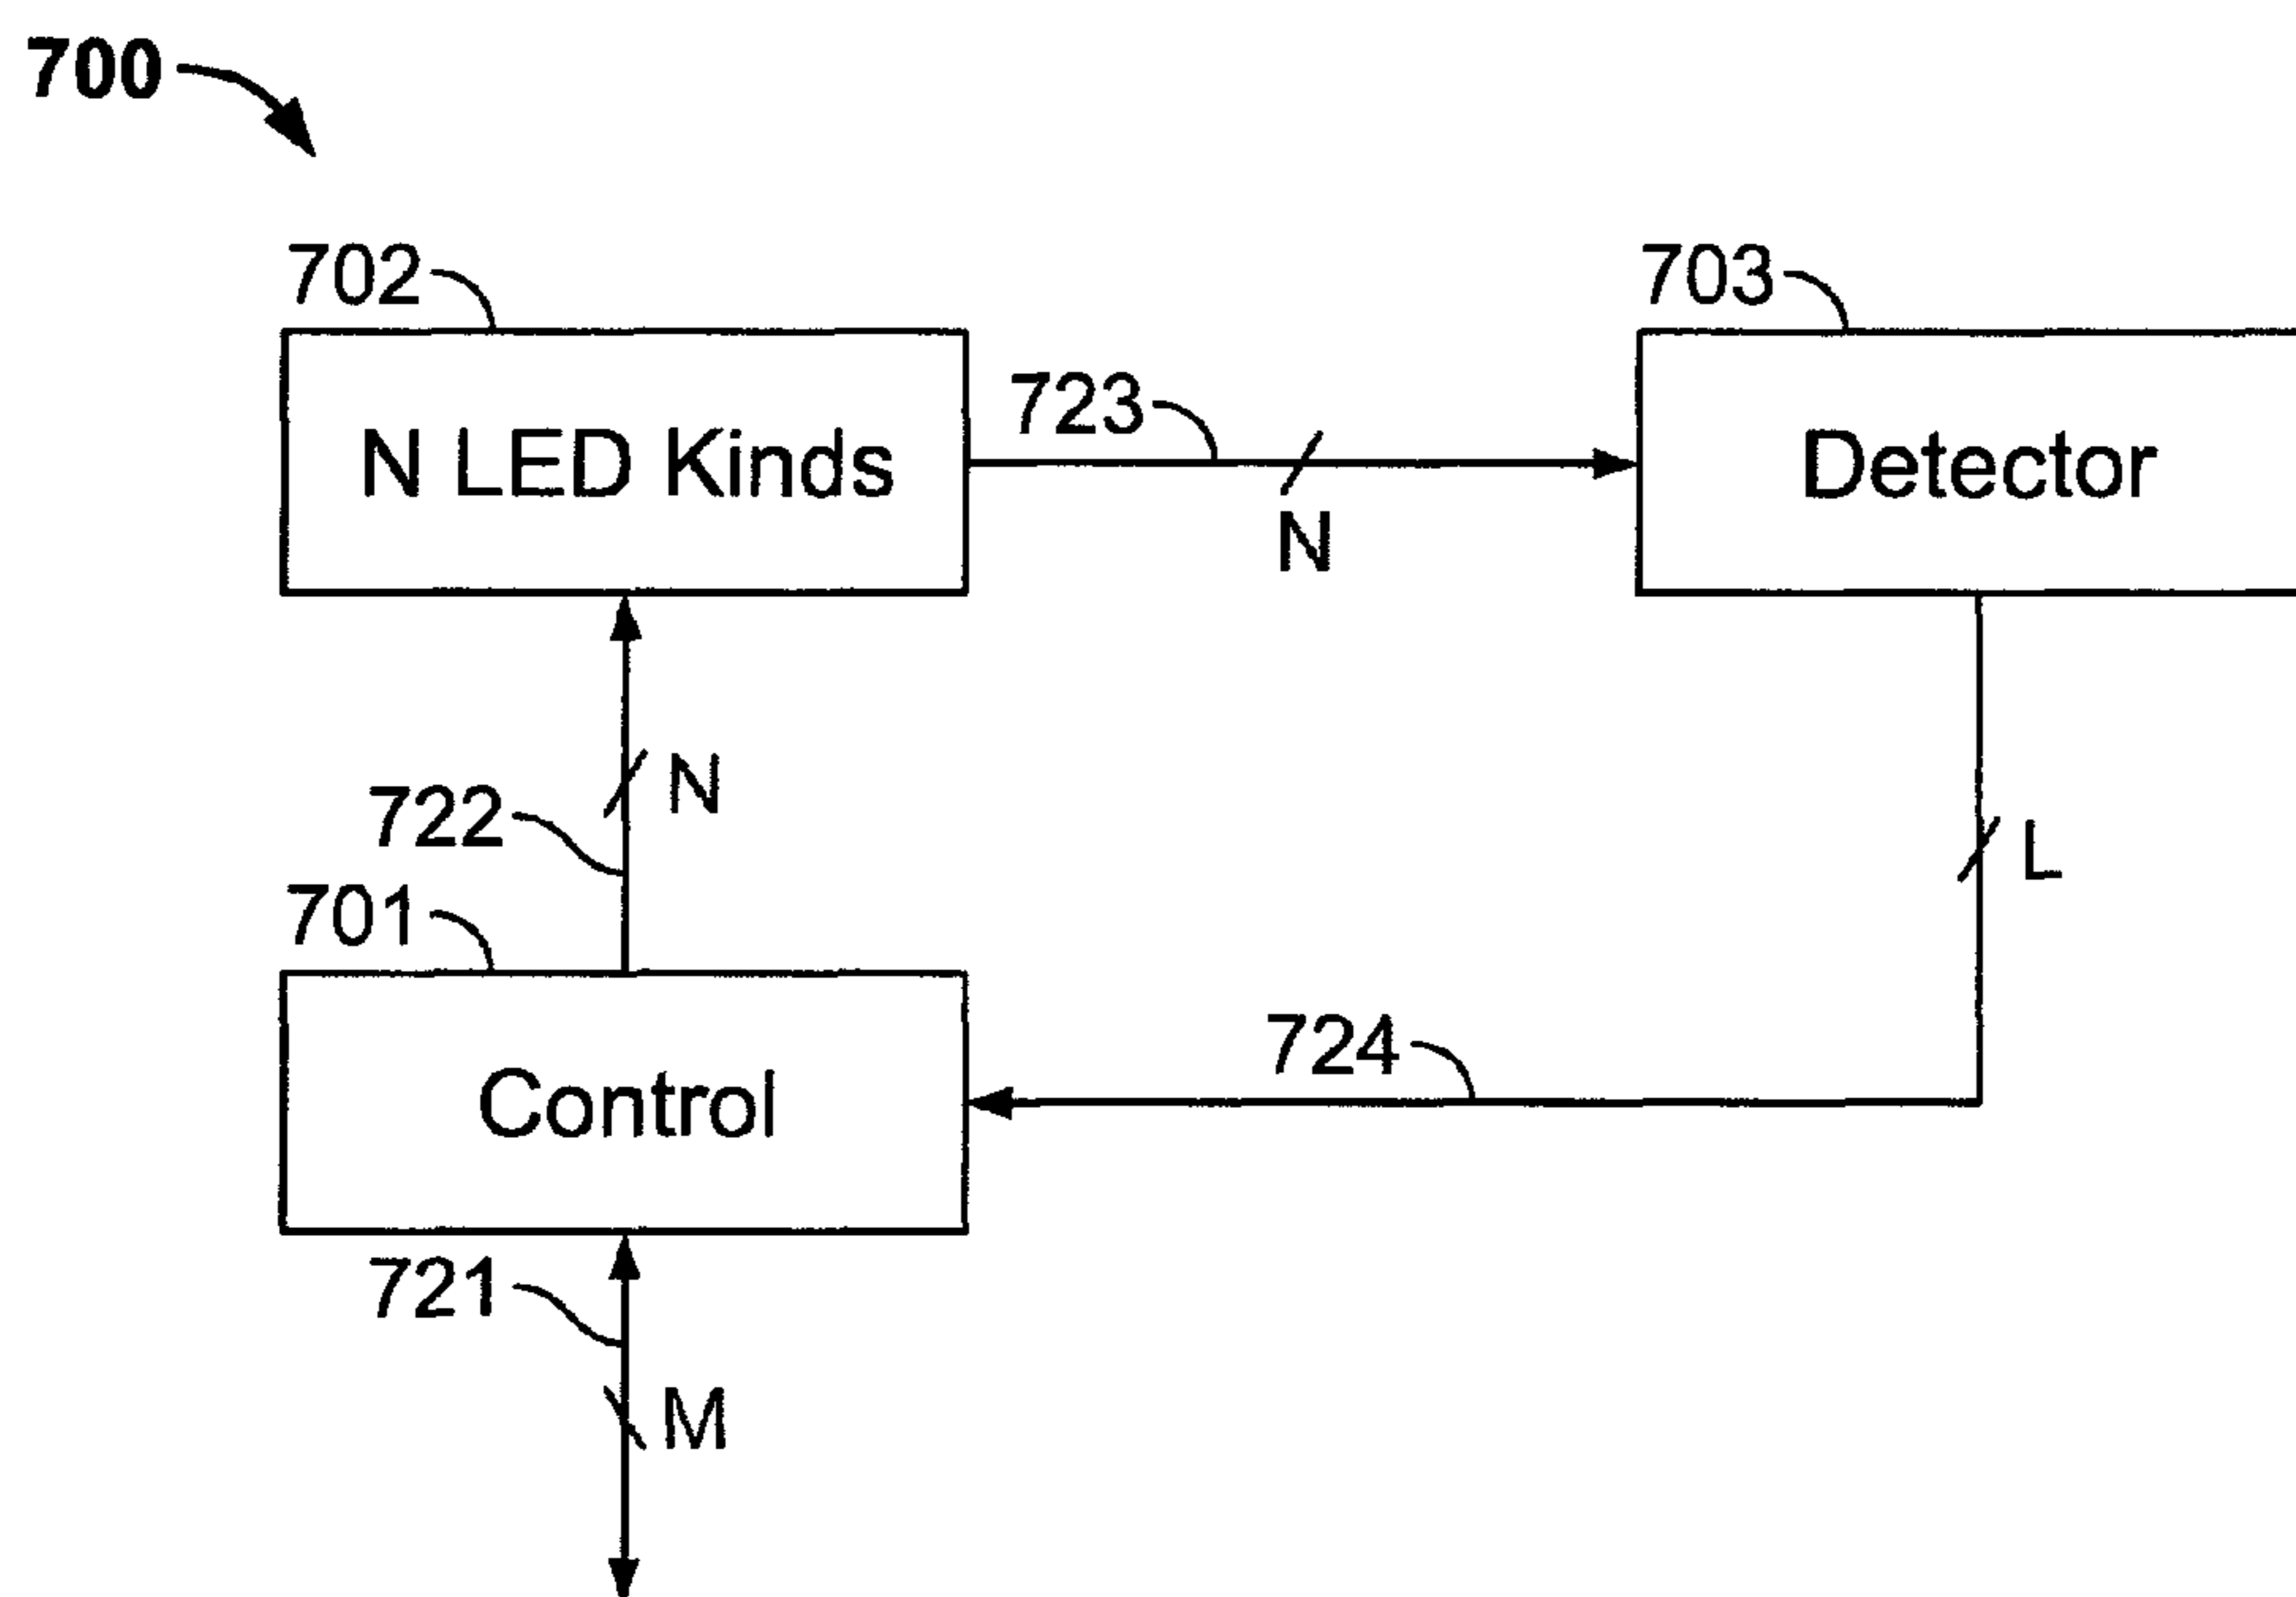 700
702
703
N LED Kinds
723
N
Detector
722
N
L
701
Control
724
721
M